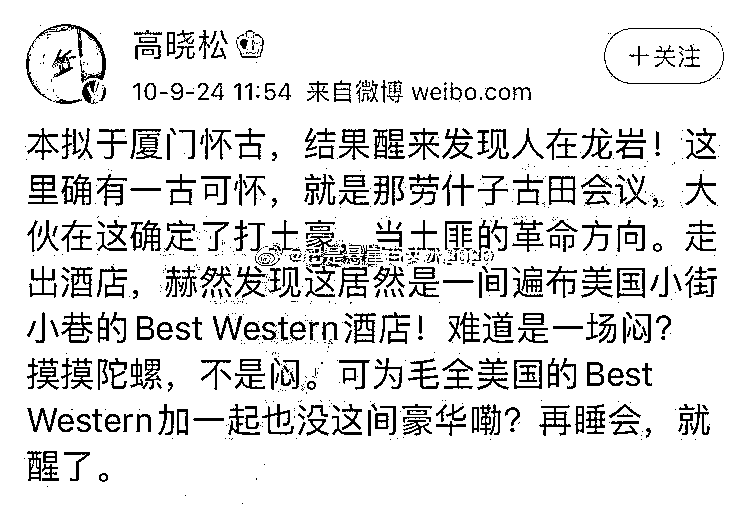 高晓松
10-9-24 11:54 来自微博 weibo.com
+关注
本拟于厦门怀古，结果醒来发现人在龙岩！这
里确有一古可怀，就是那劳什子古田会议，大
伙在这确定了打土豪，当土匪的革命方向。走
出酒店，赫然发现这居然是一间遍布美国小街
小巷的Best Western酒店！难道是一场闷？
摸摸陀螺，不是闷。可为毛全美国的Best
Western加一起也没这间豪华嘞？再睡会，就
醒了。